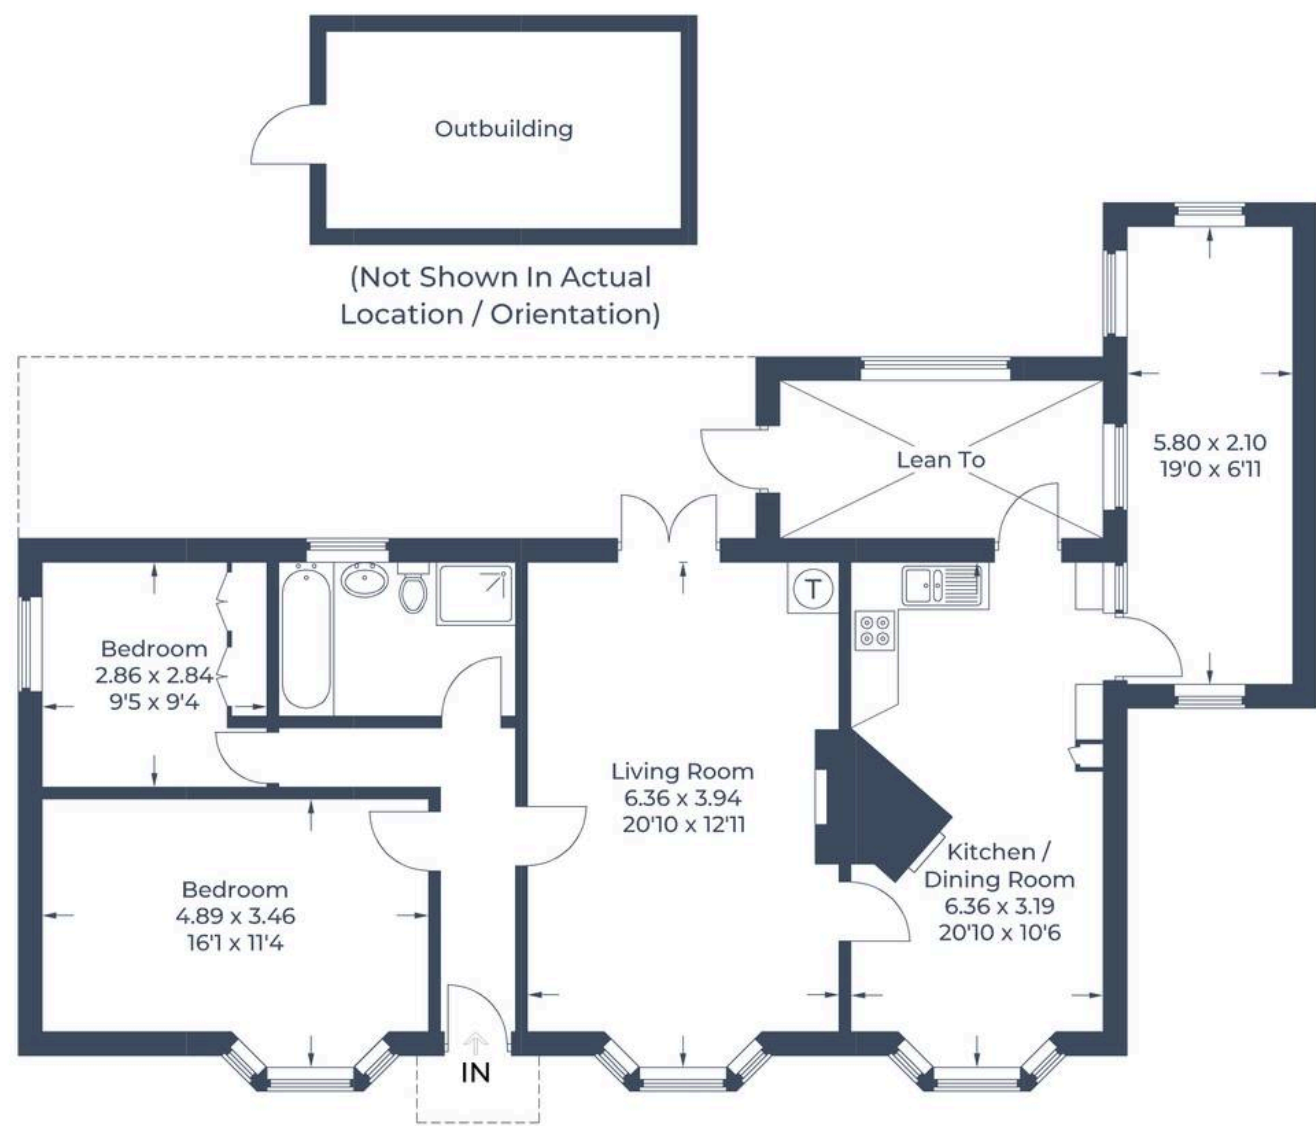 Outbuilding
(Not Shown In Actual
Location / Orientation)
5.80 x 2.10
19'0 x 6'11
Lean To
T
Bedroom
2.86 x 2.84
9'5 x 9'4
Living Room
6.36 x 3.94
20'10 x 12'11
Kitchen /
Dining Room
6.36 x 3.19
20'10 x 10'6
Bedroom
4.89 x 3.46
16'1 x 11'4
IN